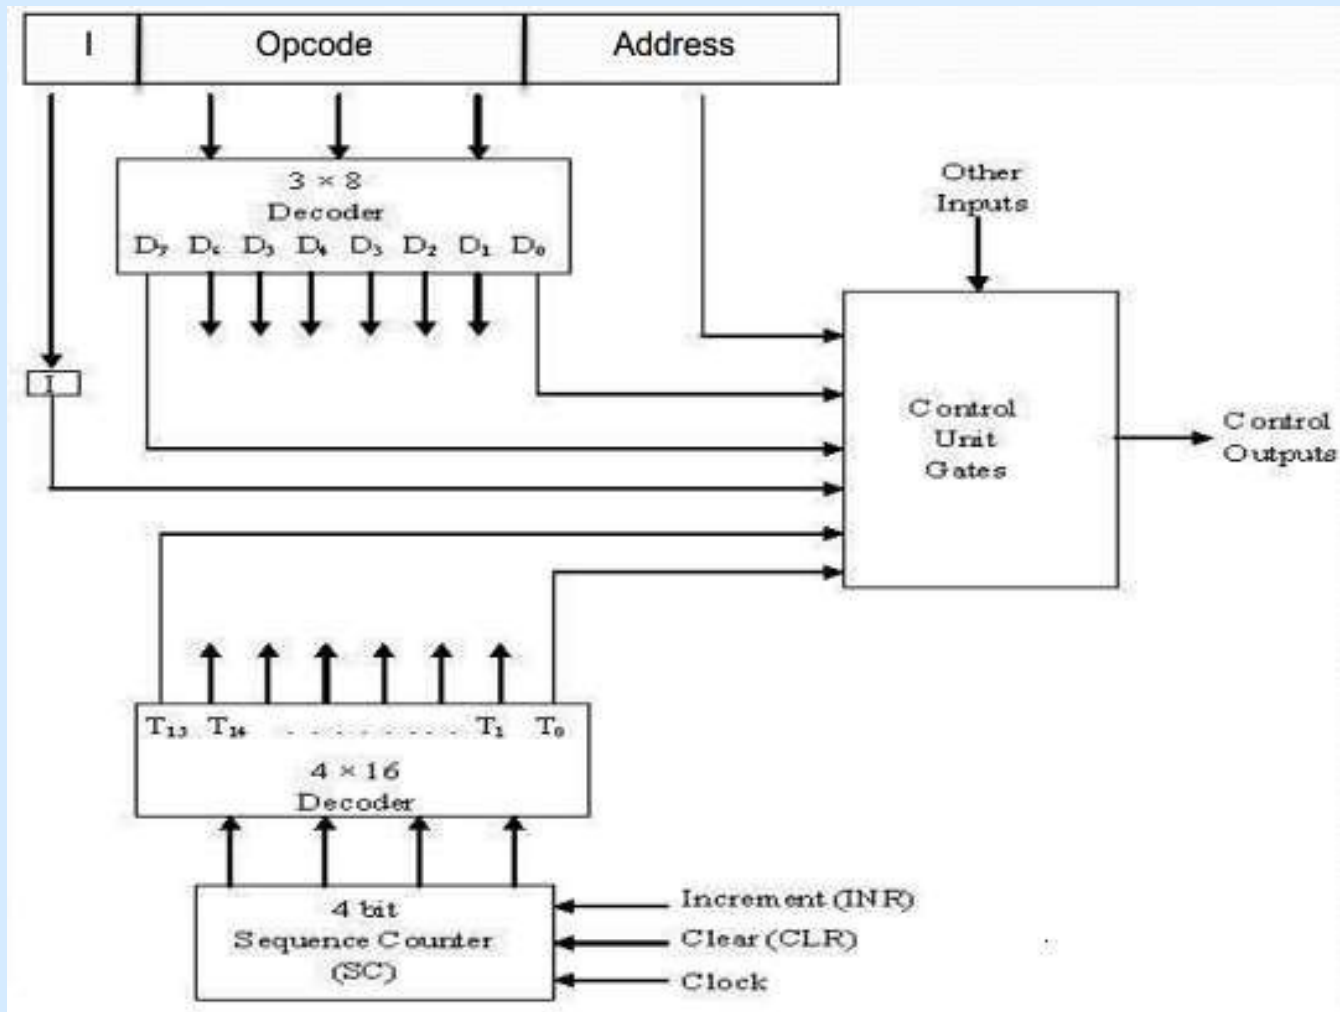 I Opcode Address
3 × 8
Decoder
D₇ D₆ D₅ D₄ D₃ D₂ D₁ D₀
Other
Inputs
I
Control
Unit
Gates
Control
Outputs
T₁₅ T₁₄ . . . . . . . . . T₁ T₀
4 × 16
Decoder
4 bit
Sequence Counter
(SC)
Increment (INR)
Clear (CLR)
Clock